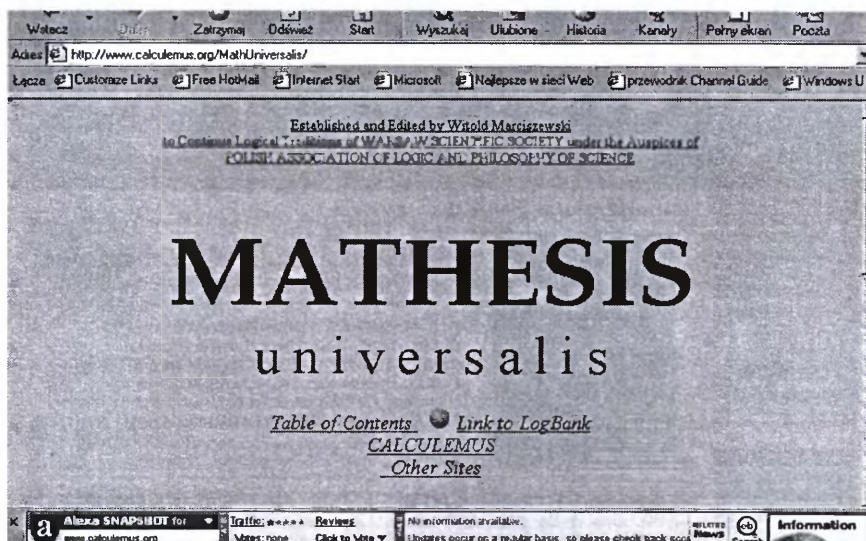 Wstecz Dalej Zatrzymaj Odśwież Start Wyszukaj Ulubione Historia Kanały Pełny ekran Poczta
Adres http://www.calculemus.org/MathUniversalis/
Łącza Customize Links Free HotMail Internet Start Microsoft Najlepsze w sieci Web przewodnik Channel Guide Windows U
Established and Edited by Witold Marciszewski
to Continue Logical Traditions of WARSAW SCIENTIFIC SOCIETY under the Auspices of
POLISH ASSOCIATION OF LOGIC AND PHILOSOPHY OF SCIENCE
MATHESIS
universalis
Table of Contents Link to LogBank
CALCULEMUS
Other Sites
x a Alexa SNAPSHOT for Traffic: Reviews No information available. RELATED News Information
www.calculemus.org Votes: none Click to Vote Updates occur on a regular basis, so please check back soon Search